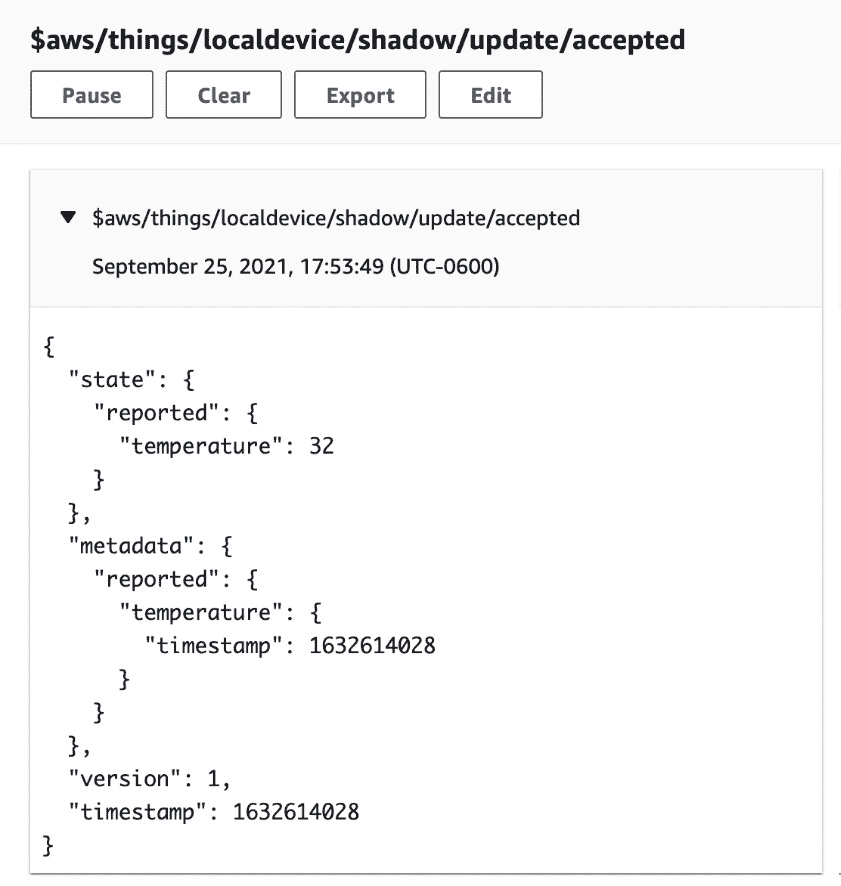 $aws/things/localdevice/shadow/update/accepted
Pause Clear Export Edit
▼ $aws/things/localdevice/shadow/update/accepted
September 25, 2021, 17:53:49 (UTC-0600)
{
  "state": {
    "reported": {
      "temperature": 32
    }
  },
  "metadata": {
    "reported": {
      "temperature": {
        "timestamp": 1632614028
      }
    }
  },
  "version": 1,
  "timestamp": 1632614028
}